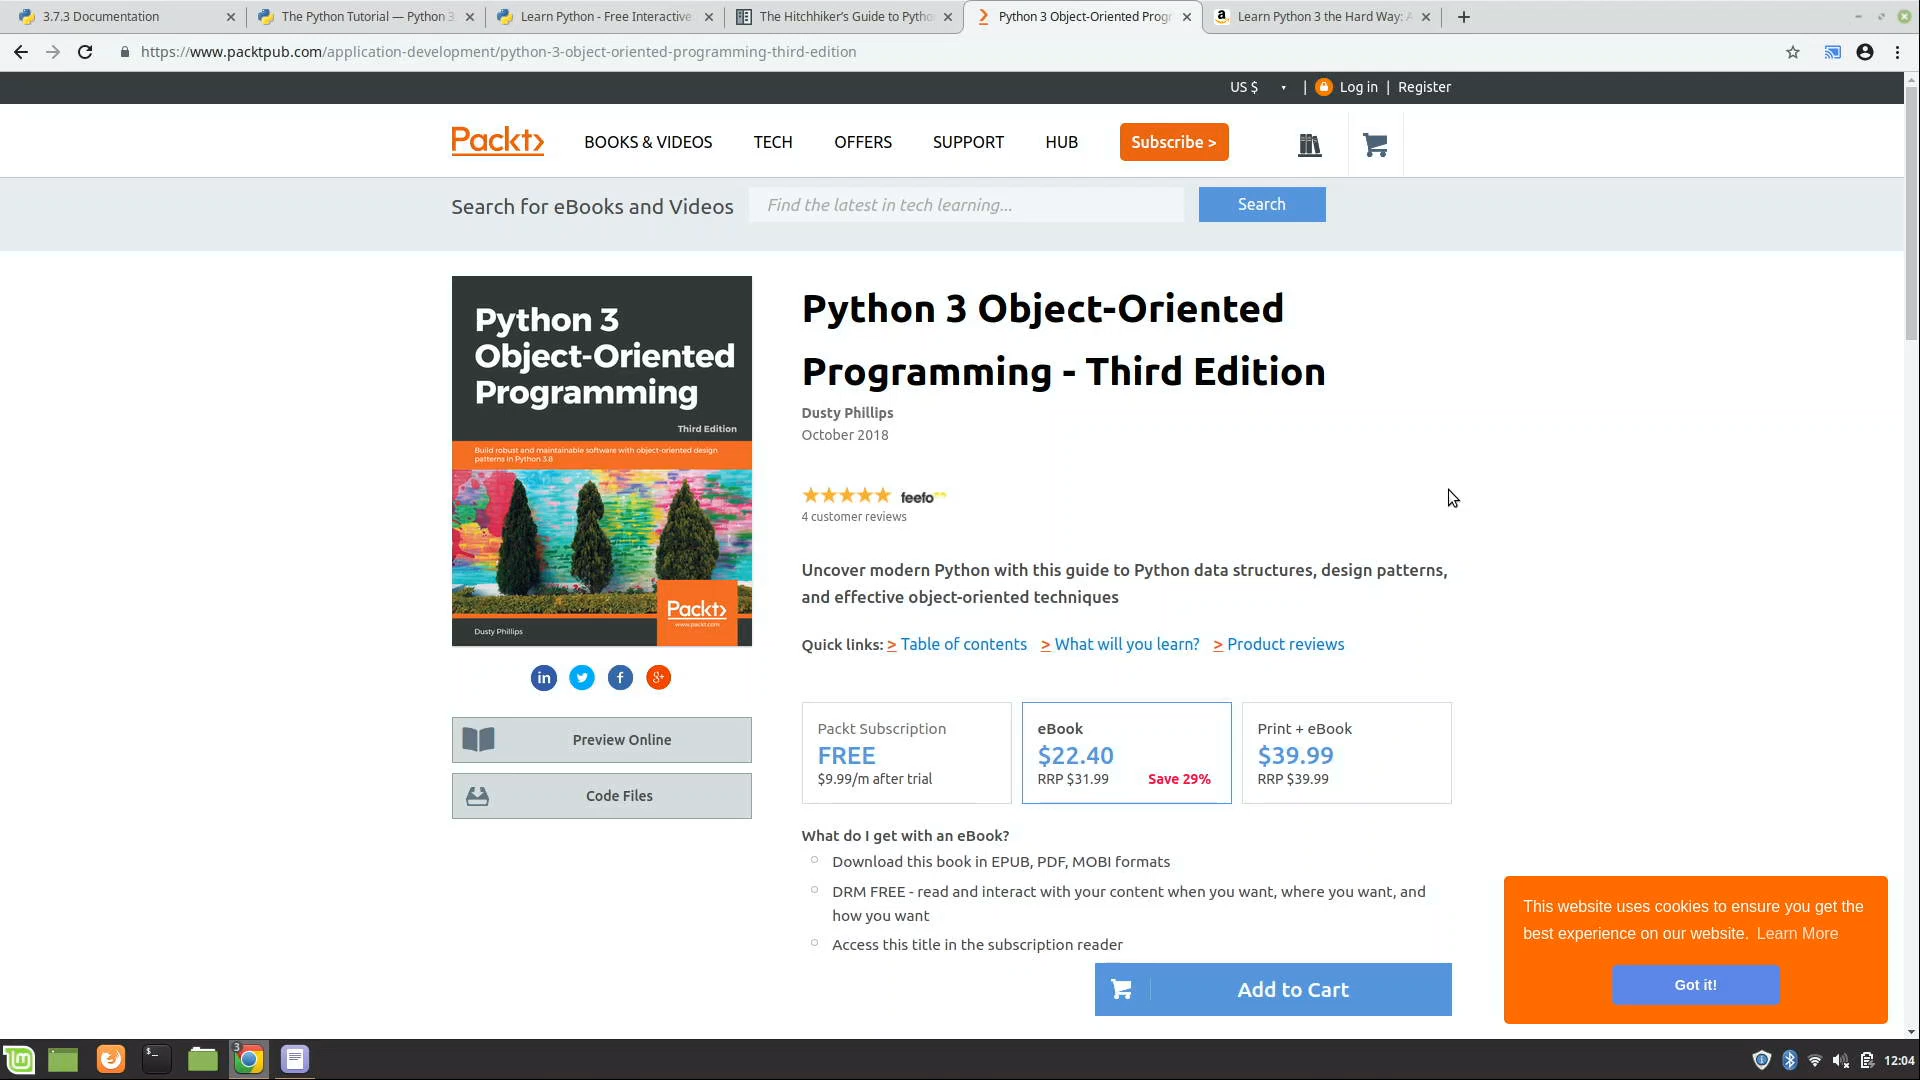 3.7.3 Documentation
The Python Tutorial — Python 3.
Learn Python - Free Interactive
The Hitchhiker's Guide to Pytho
Python 3 Object-Oriented Prog
Learn Python 3 the Hard Way: A
https://www.packtpub.com/application-development/python-3-object-oriented-programming-third-edition
US $ | Log in | Register
Packt>
BOOKS & VIDEOS
TECH
OFFERS
SUPPORT
HUB
Subscribe >
Search for eBooks and Videos
Find the latest in tech learning...
Search
Python 3
Object-Oriented
Programming
Third Edition
Build robust and maintainable software with object-oriented design
patterns in Python 3.8
Packt>
www.packt.com
Dusty Phillips
in
f
g+
Preview Online
Code Files
Python 3 Object-Oriented
Programming - Third Edition
Dusty Phillips
October 2018
feefo
4 customer reviews
Uncover modern Python with this guide to Python data structures, design patterns,
and effective object-oriented techniques
Quick links: > Table of contents > What will you learn? > Product reviews
Packt Subscription
FREE
$9.99/m after trial
eBook
$22.40
RRP $31.99 Save 29%
Print + eBook
$39.99
RRP $39.99
What do I get with an eBook?
Download this book in EPUB, PDF, MOBI formats
DRM FREE - read and interact with your content when you want, where you want, and
how you want
Access this title in the subscription reader
Add to Cart
This website uses cookies to ensure you get the
best experience on our website. Learn More
Got it!
3
12:04